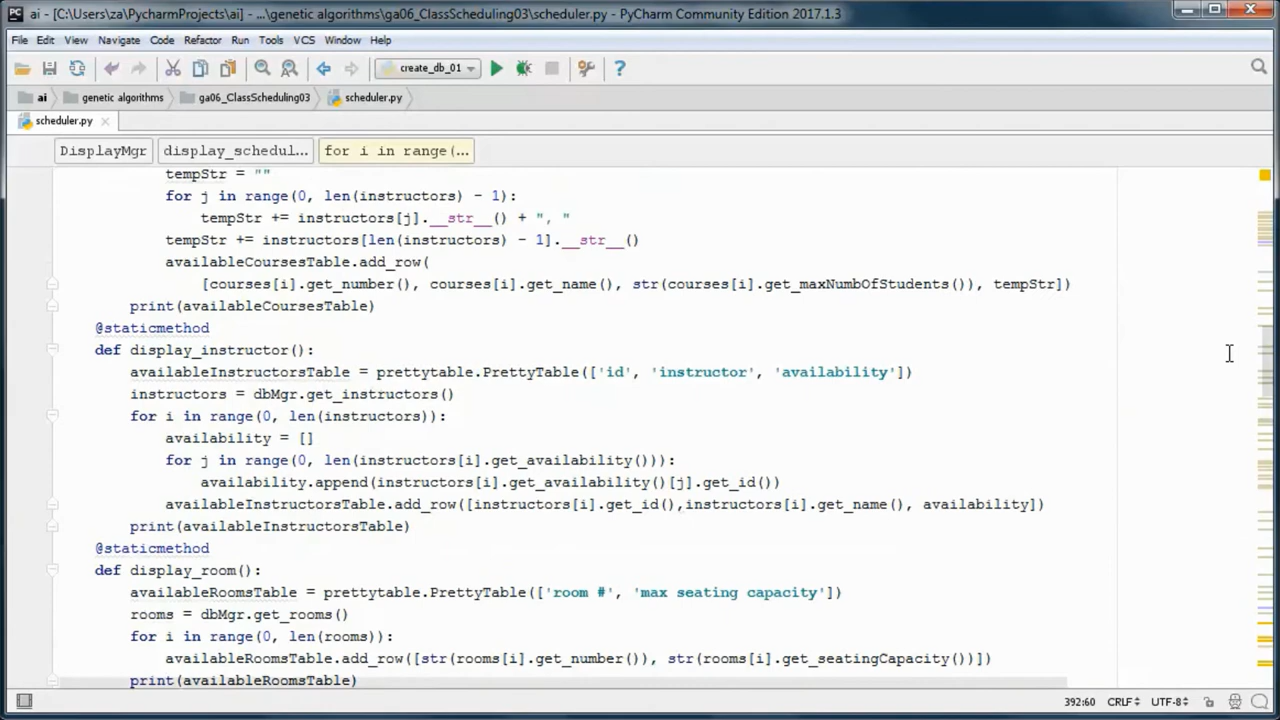 ai - [C:\Users\za\PycharmProjects\ai] - ...\genetic algorithms\ga06_ClassScheduling03\scheduler.py - PyCharm Community Edition 2017.1.3
File Edit View Navigate Code Refactor Run Tools VCS Window Help
create_db_01
ai genetic algorithms ga06_ClassScheduling03 scheduler.py
scheduler.py
DisplayMgr display_schedul... for i in range(...
tempStr = ""
for j in range(0, len(instructors) - 1):
tempStr += instructors[j].__str__() + ", "
tempStr += instructors[len(instructors) - 1].__str__()
availableCoursesTable.add_row(
[courses[i].get_number(), courses[i].get_name(), str(courses[i].get_maxNumbOfStudents()), tempStr])
print(availableCoursesTable)
@staticmethod
def display_instructor():
availableInstructorsTable = prettytable.PrettyTable(['id', 'instructor', 'availability'])
instructors = dbMgr.get_instructors()
for i in range(0, len(instructors)):
availability = []
for j in range(0, len(instructors[i].get_availability())):
availability.append(instructors[i].get_availability()[j].get_id())
availableInstructorsTable.add_row([instructors[i].get_id(),instructors[i].get_name(), availability])
print(availableInstructorsTable)
@staticmethod
def display_room():
availableRoomsTable = prettytable.PrettyTable(['room #', 'max seating capacity'])
rooms = dbMgr.get_rooms()
for i in range(0, len(rooms)):
availableRoomsTable.add_row([str(rooms[i].get_number()), str(rooms[i].get_seatingCapacity())])
print(availableRoomsTable)
392:60 CRLF UTF-8